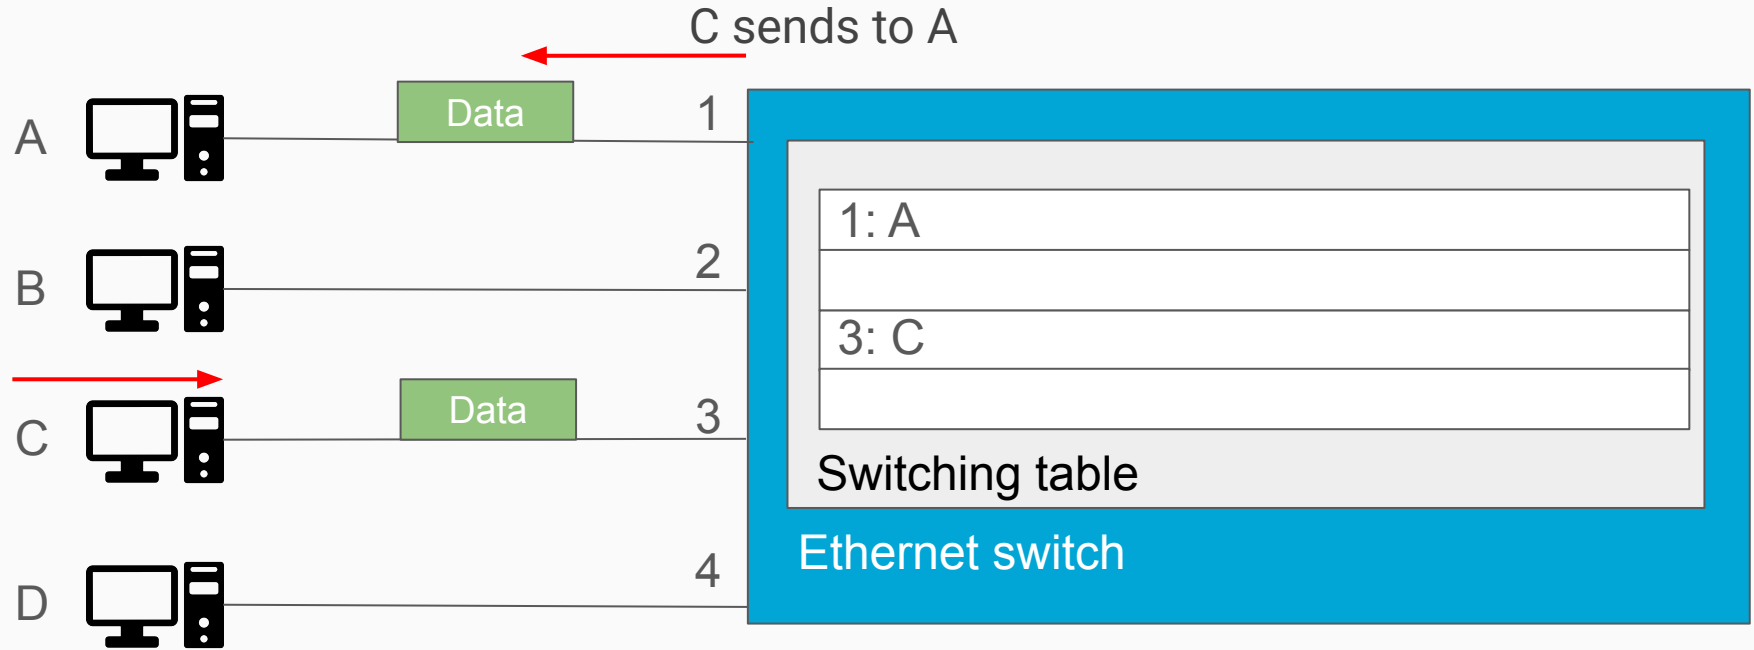 C sends to A
A
Data
1
1: A
B
2
3: C
C
Data
3
Switching table
Ethernet switch
D
4